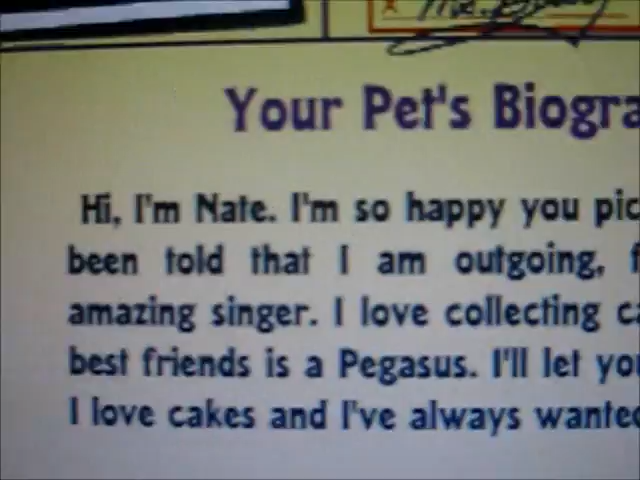 Your Pet's Biogra
Hi, I'm Nate. I'm so happy you pic
been told that I am outgoing, f
amazing singer. I love collecting ca
best friends is a Pegasus. I'll let you
I love cakes and I've always wanted